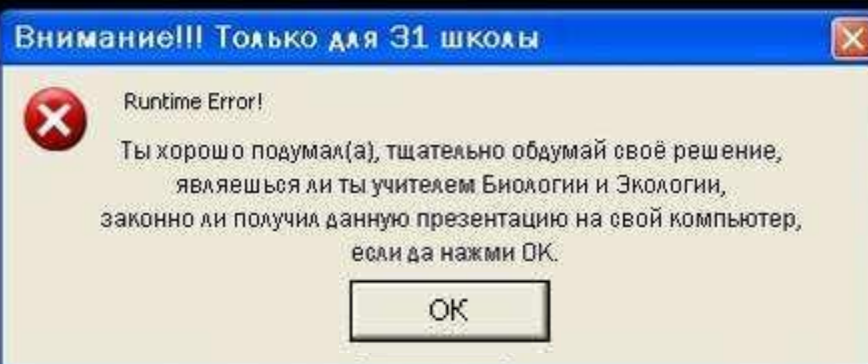 Внимание!!! Только для 31 школы
Runtime Error!
Ты хорошо подумал(а), тщательно обдумай своё решение,
являешься ли ты учителем Биологии и Экологии,
законно ли получил данную презентацию на свой компьютер,
если да нажми ОК.
ОК